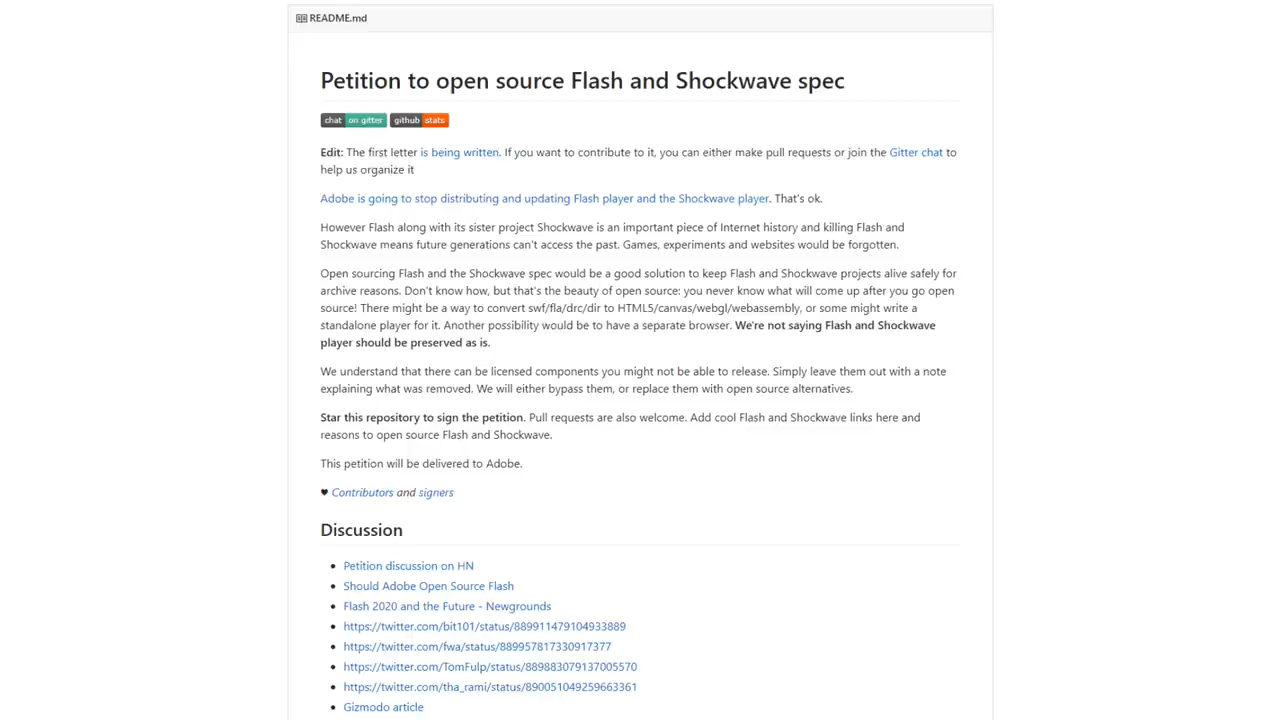 README.md
Petition to open source Flash and Shockwave spec
chat on gitter github stats
Edit: The first letter is being written. If you want to contribute to it, you can either make pull requests or join the Gitter chat to
help us organize it
Adobe is going to stop distributing and updating Flash player and the Shockwave player. That's ok.
However Flash along with its sister project Shockwave is an important piece of Internet history and killing Flash and
Shockwave means future generations can't access the past. Games, experiments and websites would be forgotten.
Open sourcing Flash and the Shockwave spec would be a good solution to keep Flash and Shockwave projects alive safely for
archive reasons. Don't know how, but that's the beauty of open source: you never know what will come up after you go open
source! There might be a way to convert swf/fla/drc/dir to HTML5/canvas/webgl/webassembly, or some might write a
standalone player for it. Another possibility would be to have a separate browser. We're not saying Flash and Shockwave
player should be preserved as is.
We understand that there can be licensed components you might not be able to release. Simply leave them out with a note
explaining what was removed. We will either bypass them, or replace them with open source alternatives.
Star this repository to sign the petition. Pull requests are also welcome. Add cool Flash and Shockwave links here and
reasons to open source Flash and Shockwave.
This petition will be delivered to Adobe.
♥ Contributors and signers
Discussion
• Petition discussion on HN
• Should Adobe Open Source Flash
• Flash 2020 and the Future - Newgrounds
• https://twitter.com/bit101/status/889911479104933889
• https://twitter.com/fwa/status/889957817330917377
• https://twitter.com/TomFulp/status/889883079137005570
• https://twitter.com/tha_rami/status/890051049259663361
• Gizmodo article